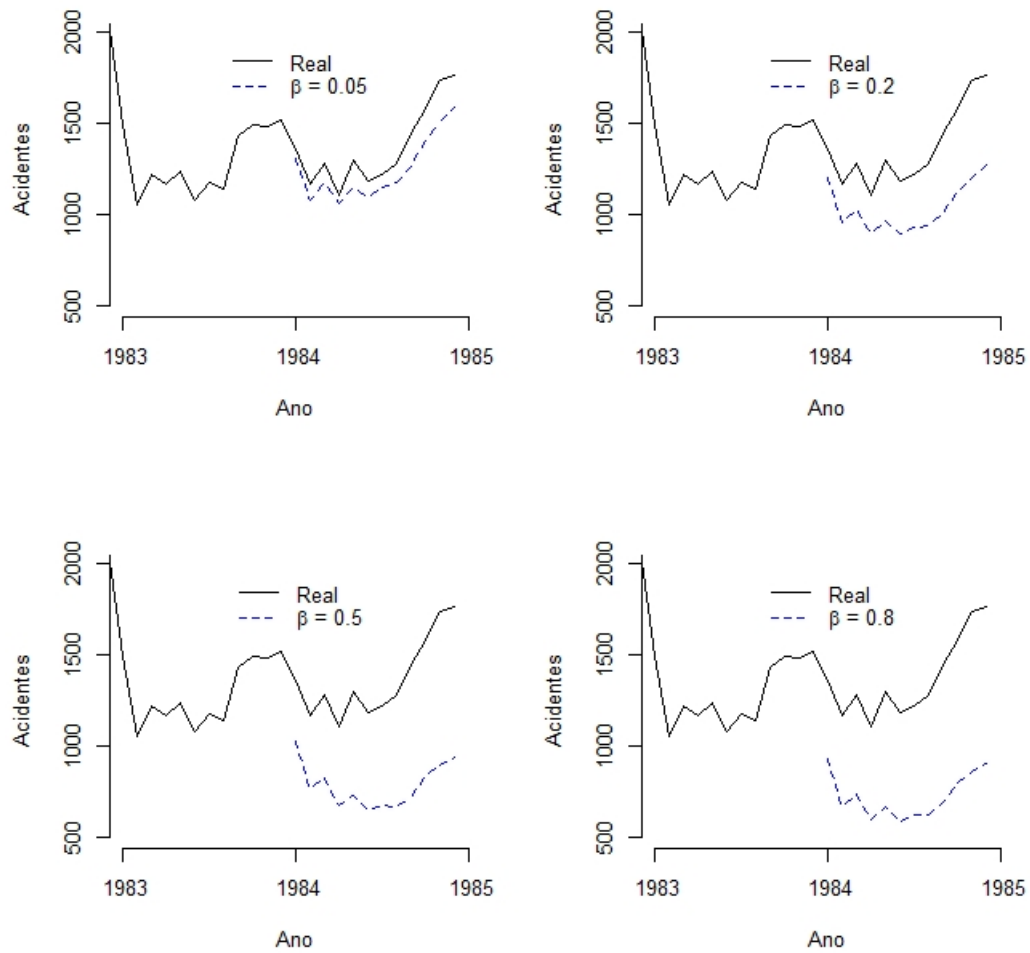 2000
1500
1000
500
Acidentes
Real
β = 0.05
1983
1984
1985
Ano
2000
1500
1000
500
Acidentes
Real
β = 0.2
1983
1984
1985
Ano
2000
1500
1000
500
Acidentes
Real
β = 0.5
1983
1984
1985
Ano
2000
1500
1000
500
Acidentes
Real
β = 0.8
1983
1984
1985
Ano